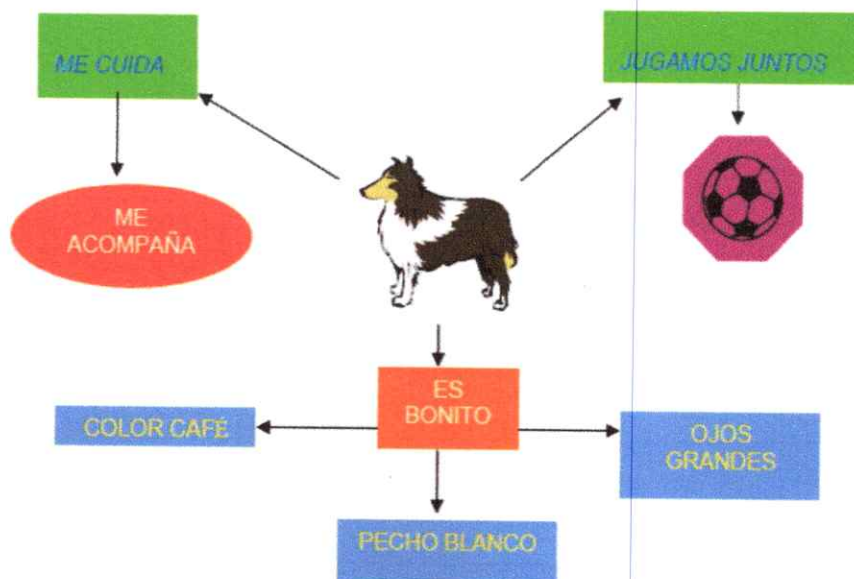 ME CUIDA
JUGAMOS JUNTOS
ME
ACOMPAÑA
ES
BONITO
COLOR CAFÉ
OJOS
GRANDES
PECHO BLANCO